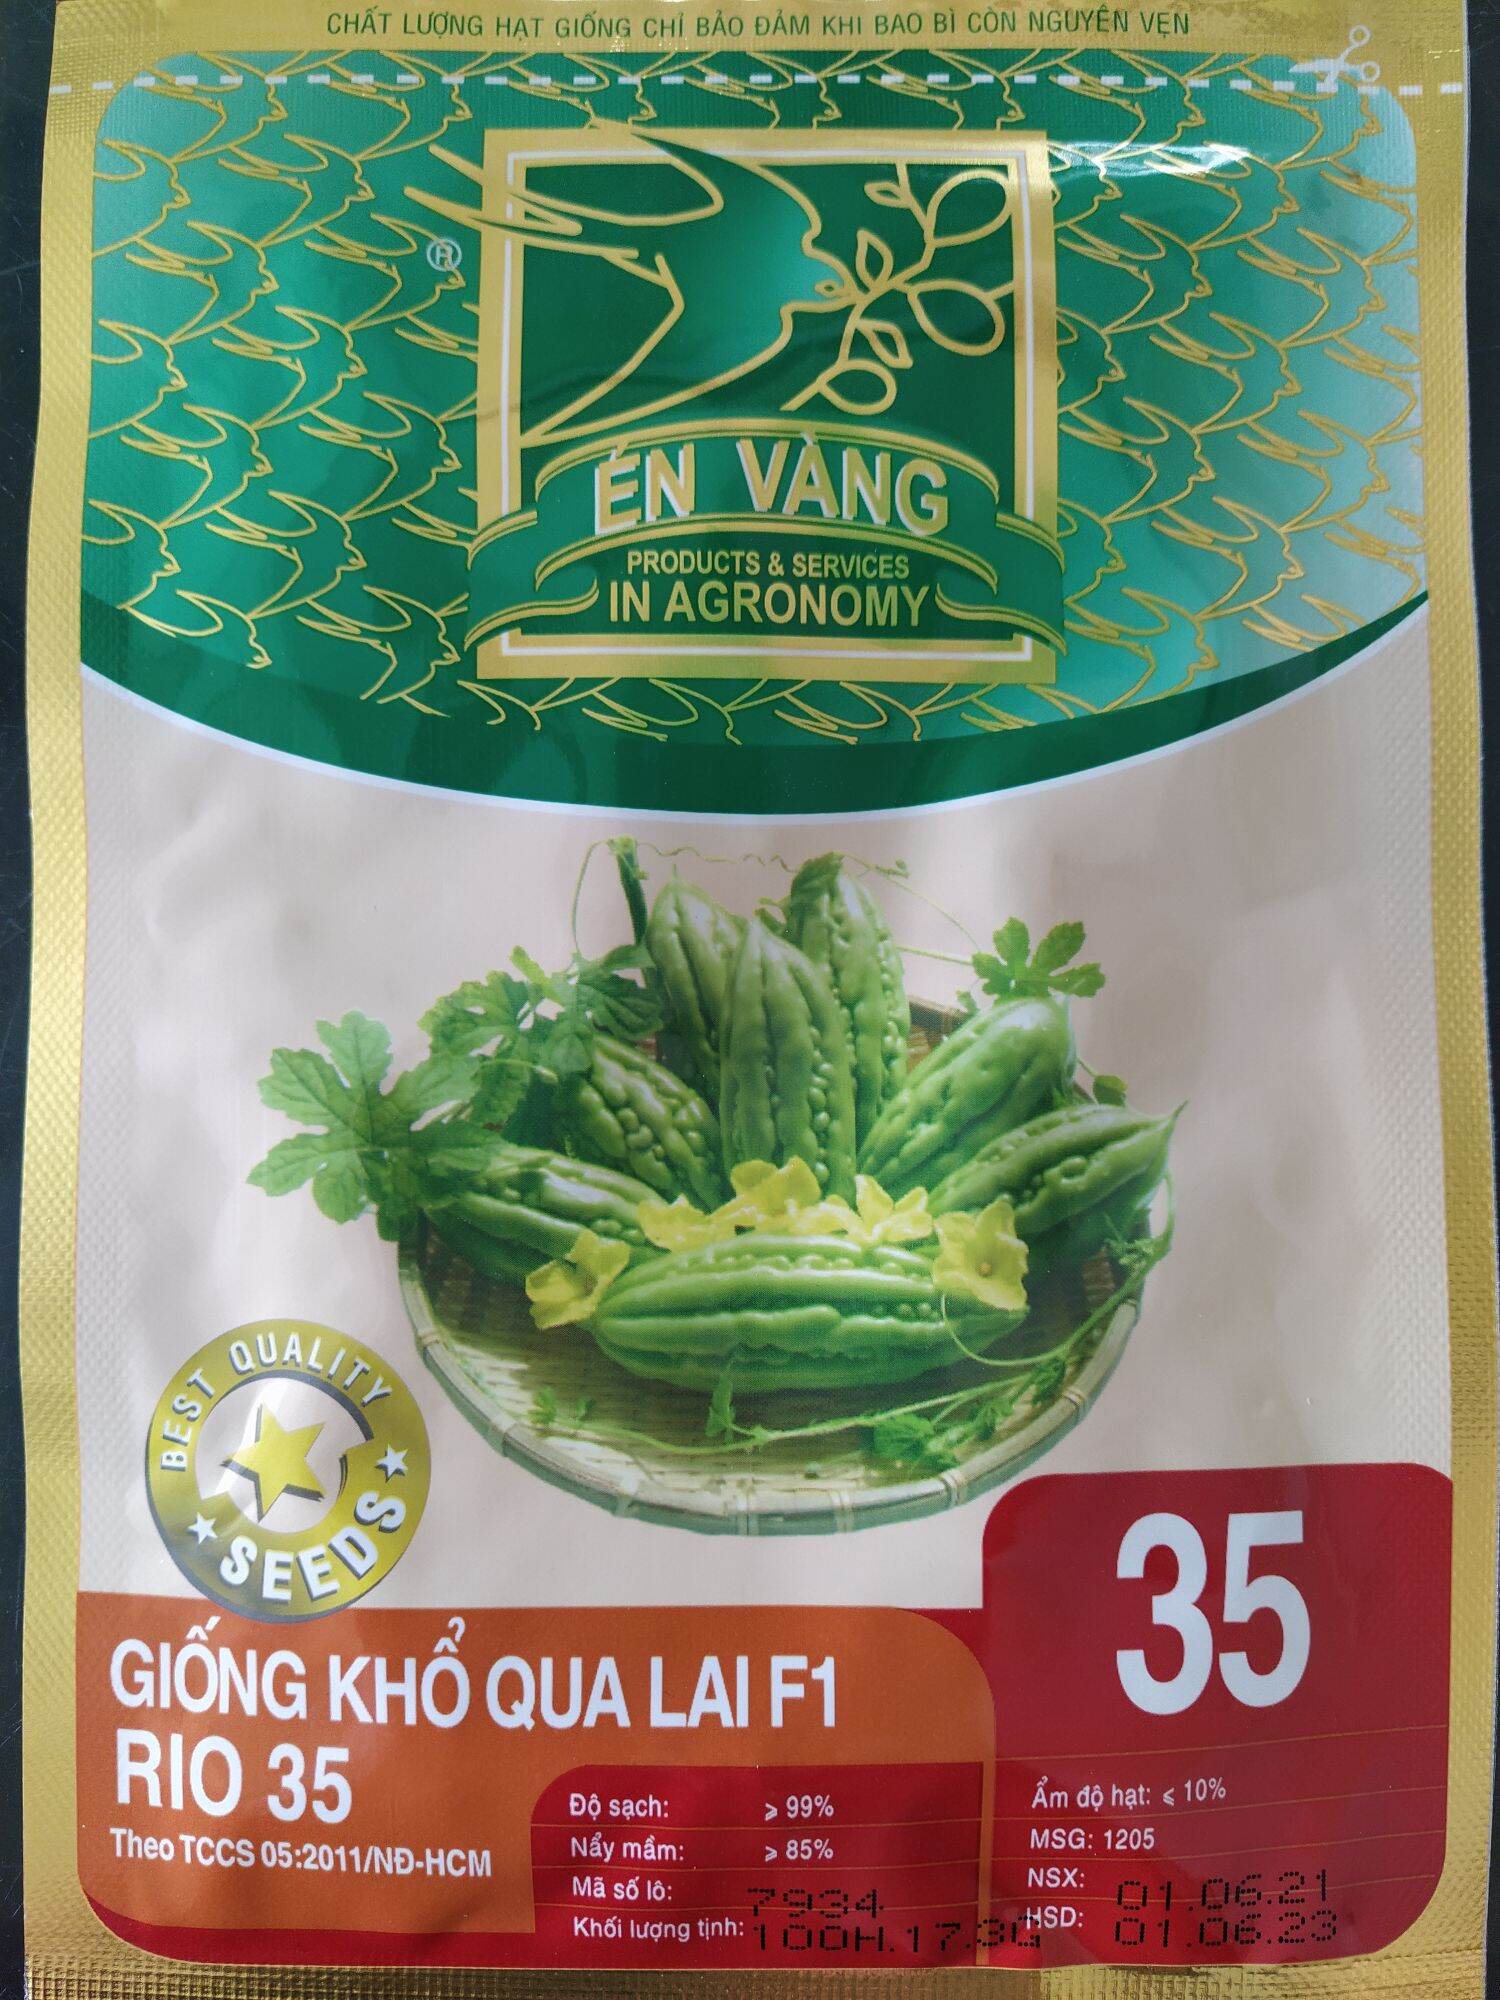 CHẤT LƯỢNG HẠT GIỐNG CHỈ BẢO ĐẢM KHI BAO BÌ CÒN NGUYÊN VẸN
®
ÉN VÀNG
PRODUCTS & SERVICES
IN AGRONOMY
BEST QUALITY
SEEDS
35
GIỐNG KHỔ QUA LAI F1
RIO 35
Theo TCCS 05:2011/NĐ-HCM
Độ sạch: ⩾ 99%
Nẩy mầm: ⩾ 85%
Mã số lô: 7934
Khối lượng tịnh: 100H.17.3G
Ẩm độ hạt: ⩽ 10%
MSG: 1205
NSX: 01.06.21
HSD: 01.06.23